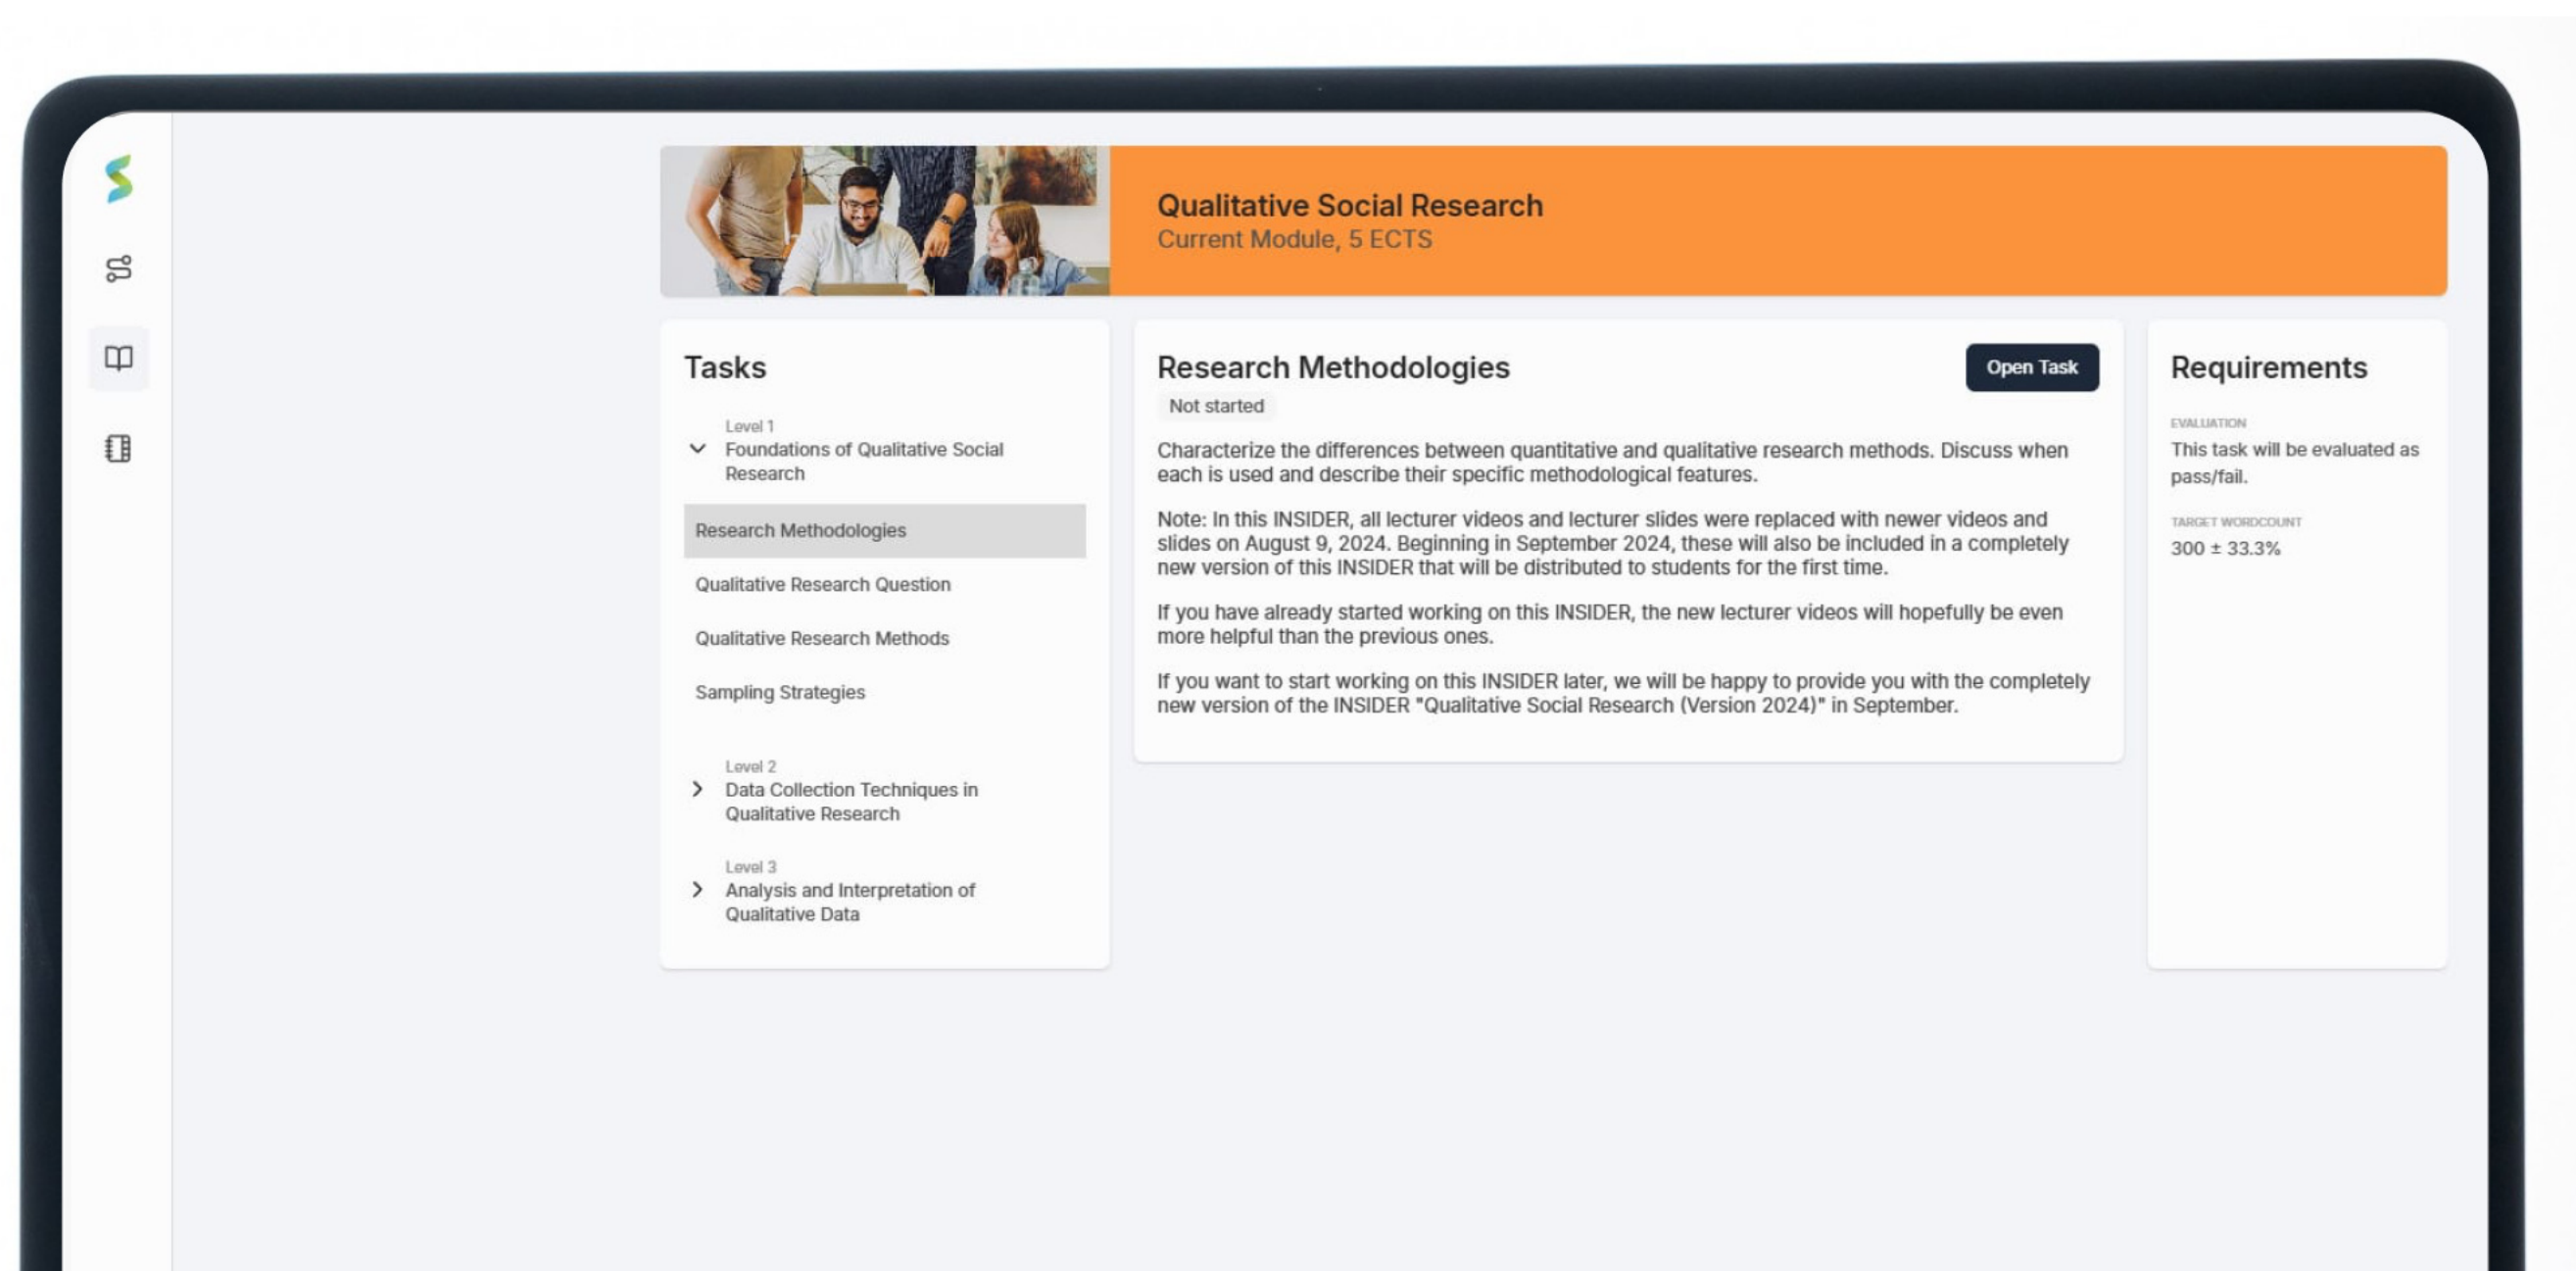 Qualitative Social Research
Current Module, 5 ECTS
Tasks
Level 1
Foundations of Qualitative Social
Research
Research Methodologies
Qualitative Research Question
Qualitative Research Methods
Sampling Strategies
Level 2
Data Collection Techniques in
Qualitative Research
Level 3
Analysis and Interpretation of
Qualitative Data
Research Methodologies
Open Task
Not started
Characterize the differences between quantitative and qualitative research methods. Discuss when
each is used and describe their specific methodological features.
Note: In this INSIDER, all lecturer videos and lecturer slides were replaced with newer videos and
slides on August 9, 2024. Beginning in September 2024, these will also be included in a completely
new version of this INSIDER that will be distributed to students for the first time.
If you have already started working on this INSIDER, the new lecturer videos will hopefully be even
more helpful than the previous ones.
If you want to start working on this INSIDER later, we will be happy to provide you with the completely
new version of the INSIDER "Qualitative Social Research (Version 2024)" in September.
Requirements
EVALUATION
This task will be evaluated as
pass/fail.
TARGET WORDCOUNT
300 ± 33.3%